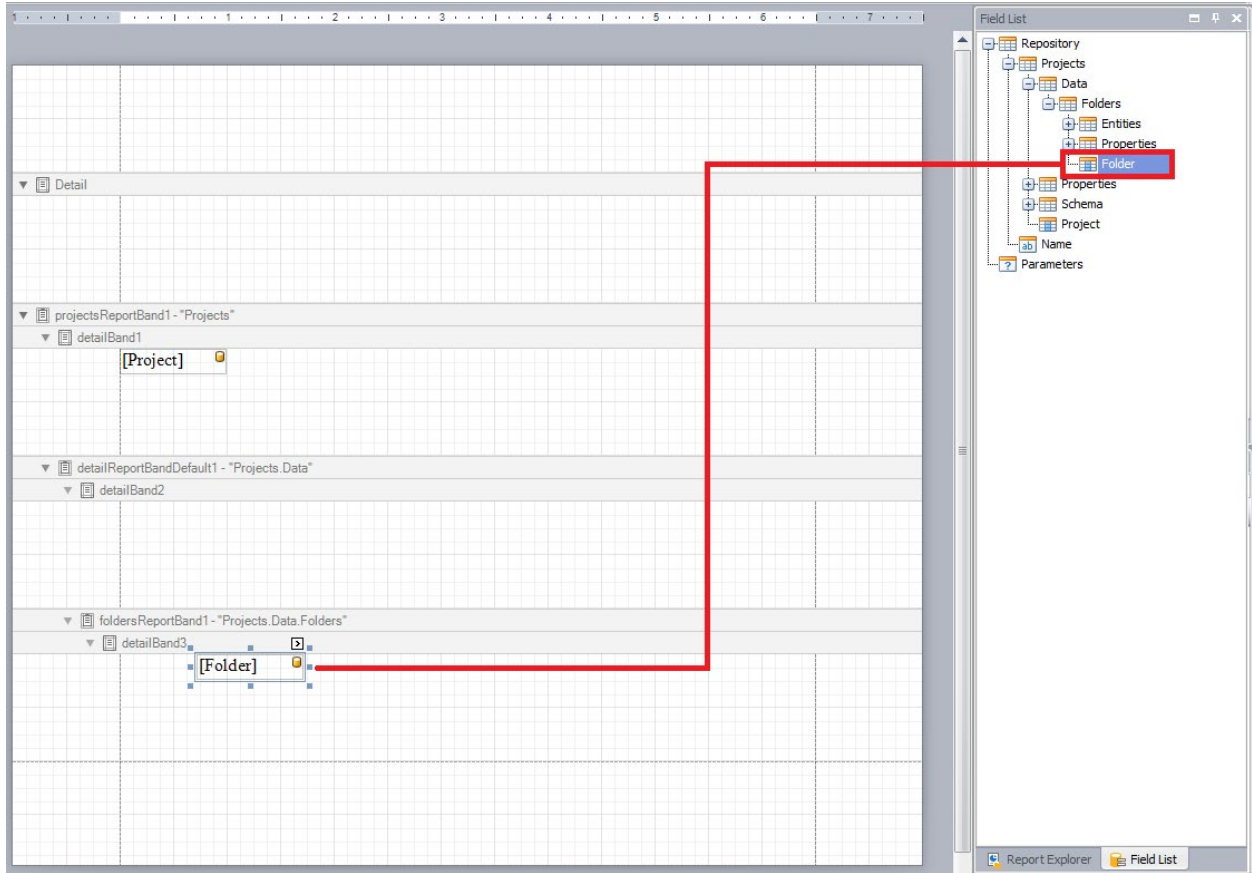 1 1 2 3 4 5 6 7
Detail
projectsReportBand1 - "Projects"
detailBand1
[Project]
detailReportBandDefault1 - "Projects.Data"
detailBand2
foldersReportBand1 - "Projects.Data.Folders"
detailBand3
[Folder]
Field List
Repository
Projects
Data
Folders
Entities
Properties
Folder
Properties
Schema
Project
ab Name
? Parameters
Report Explorer
Field List